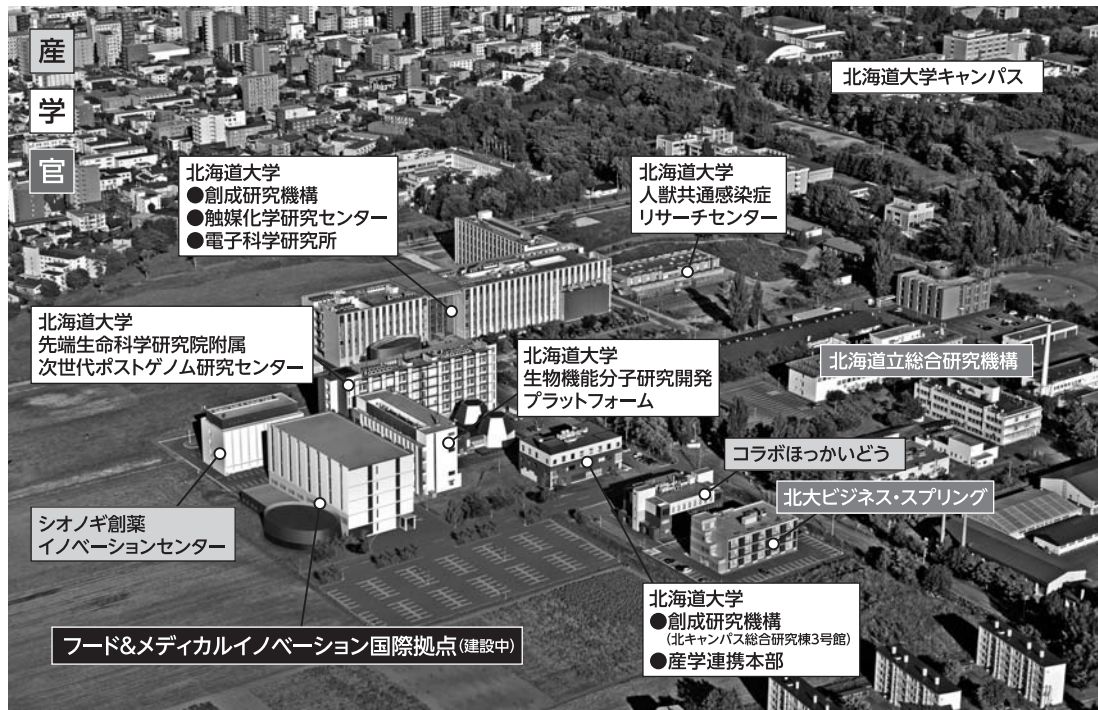 産
学
官
北海道大学キャンパス
北海道大学
●創成研究機構
●触媒化学研究センター
●電子科学研究所
北海道大学
人獣共通感染症
リサーチセンター
北海道大学
先端生命科学研究院附属
次世代ポストゲノム研究センター
北海道大学
生物機能分子研究開発
プラットフォーム
北海道立総合研究機構
コラボほっかいどう
北大ビジネス・スプリング
シオノギ創薬
イノベーションセンター
フード&メディカルイノベーション国際拠点(建設中)
北海道大学
●創成研究機構
(北キャンパス総合研究棟3号館)
●産学連携本部